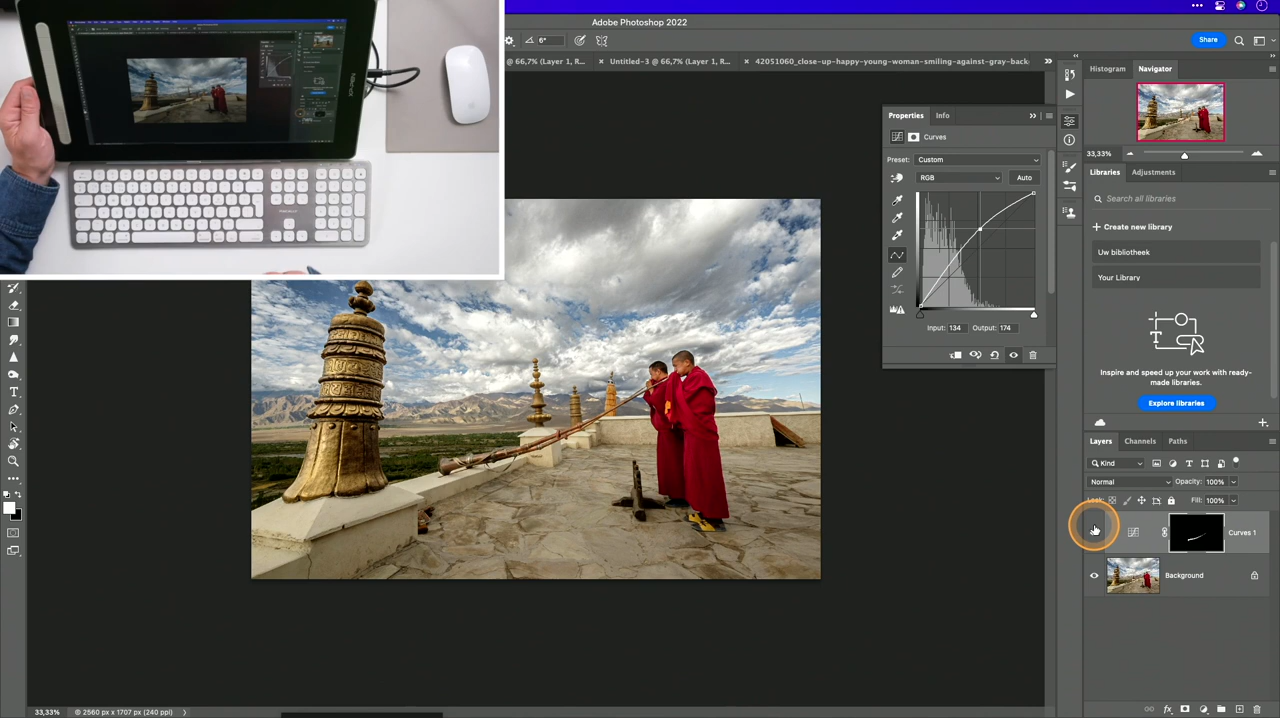 Adobe Photoshop 2022
6°
Share
@ 66,7% (Layer 1, R...
Untitled-3 @ 66,7% (Layer 1, R...
42051060_close-up-happy-young-woman-smiling-against-gray-back
Histogram
Navigator
33,33%
Properties
Info
Curves
Preset:
Custom
RGB
Auto
Input: 134
Output: 174
Libraries
Adjustments
Search all libraries
Create new library
Uw bibliotheek
Your Library
Inspire and speed up your work with ready-
made libraries.
Explore libraries
Layers
Channels
Paths
Kind
Normal
Opacity: 100%
Lock:
Fill: 100%
Curves 1
Background
33,33%
© 2560 px x 1707 px (240 ppi)